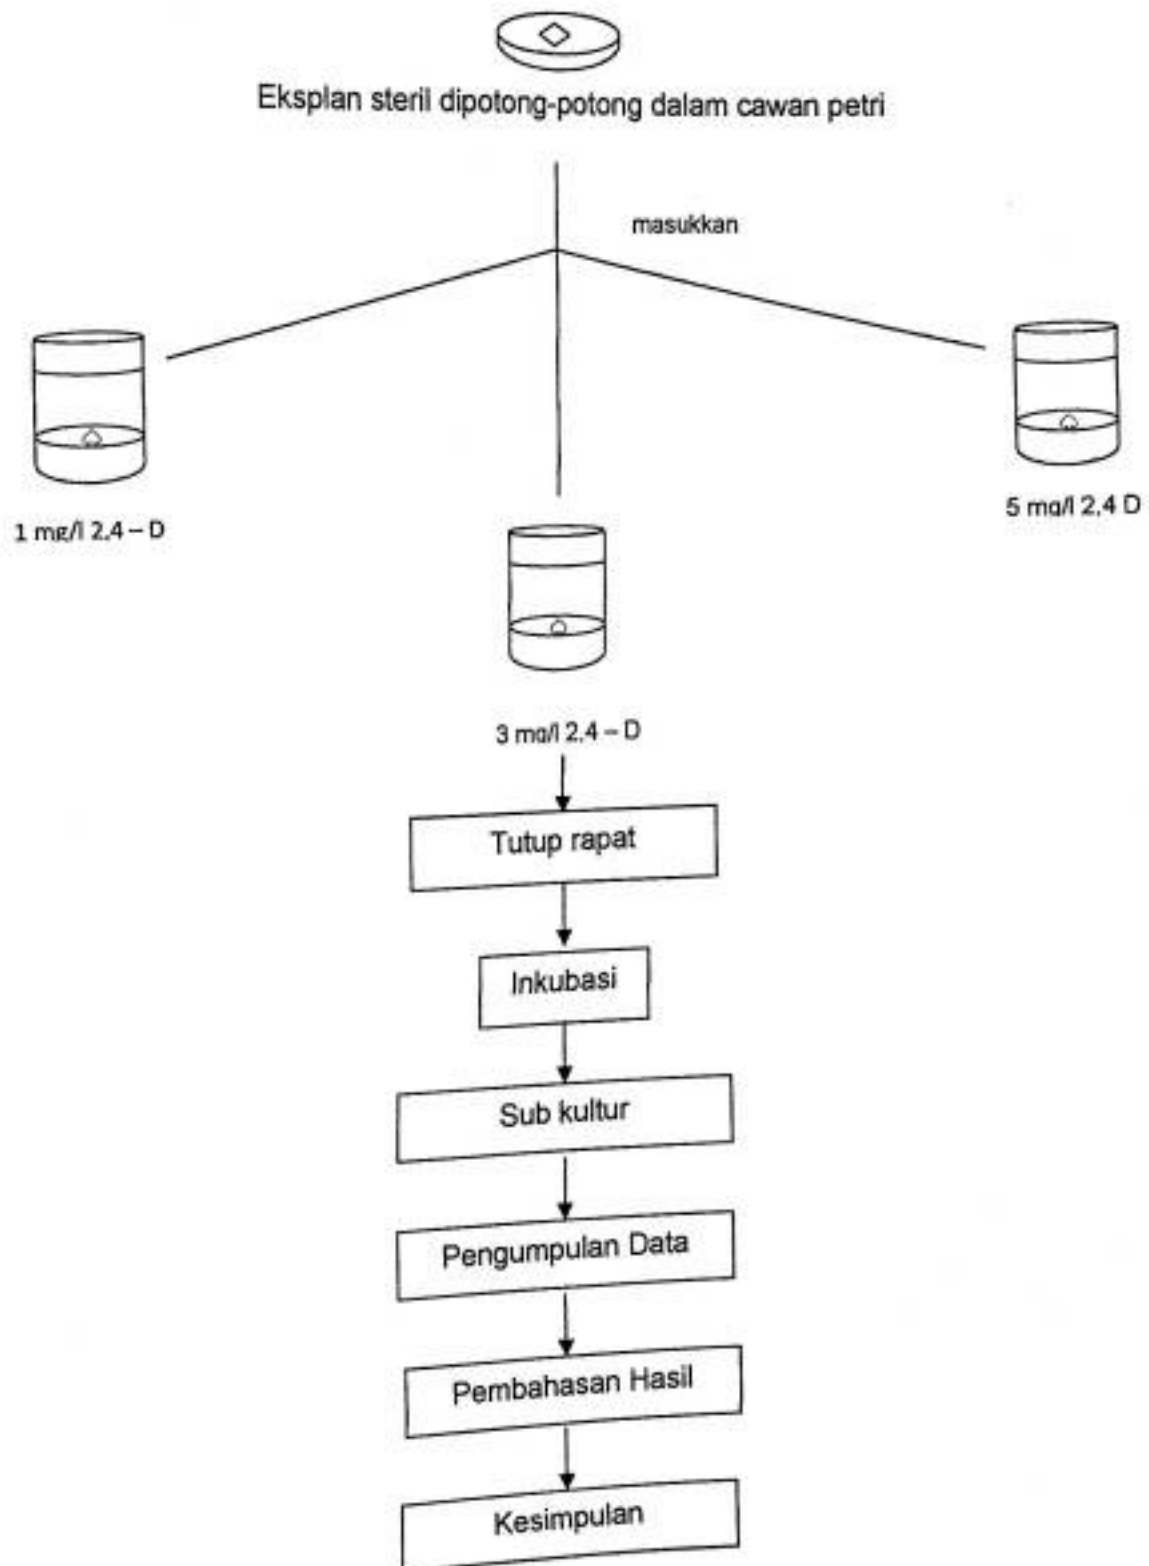 Eksplan steril dipotong-potong dalam cawan petri
masukkan
1 mg/l 2,4 – D
5 mg/l 2,4 D
3 mg/l 2,4 – D
Tutup rapat
Inkubasi
Sub kultur
Pengumpulan Data
Pembahasan Hasil
Kesimpulan